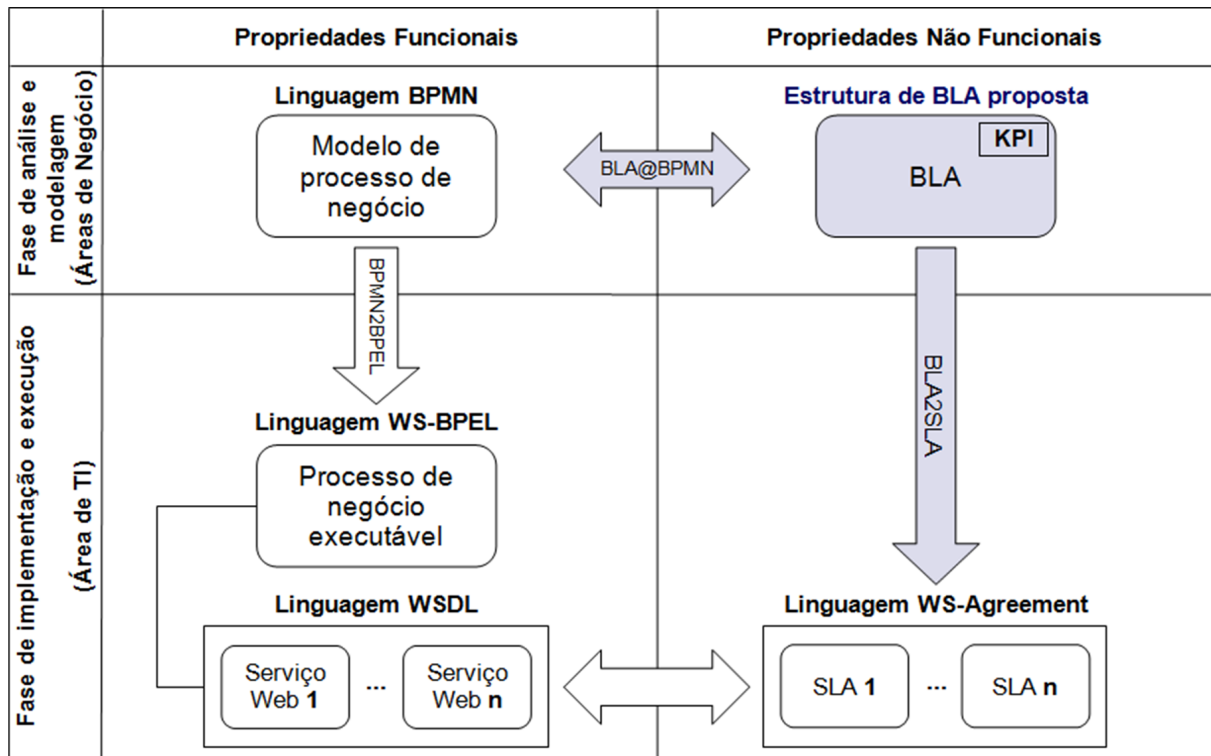 Propriedades Funcionais
Propriedades Não Funcionais
Fase de análise e
modelagem
(Áreas de Negócio)
Linguagem BPMN
Modelo de
processo de
negócio
BLA@BPMN
Estrutura de BLA proposta
KPI
BLA
BPMN2BPEL
BLA2SLA
Fase de implementação e execução
(Área de TI)
Linguagem WS-BPEL
Processo de
negócio
executável
Linguagem WSDL
Serviço
Web 1
...
Serviço
Web n
Linguagem WS-Agreement
SLA 1
...
SLA n